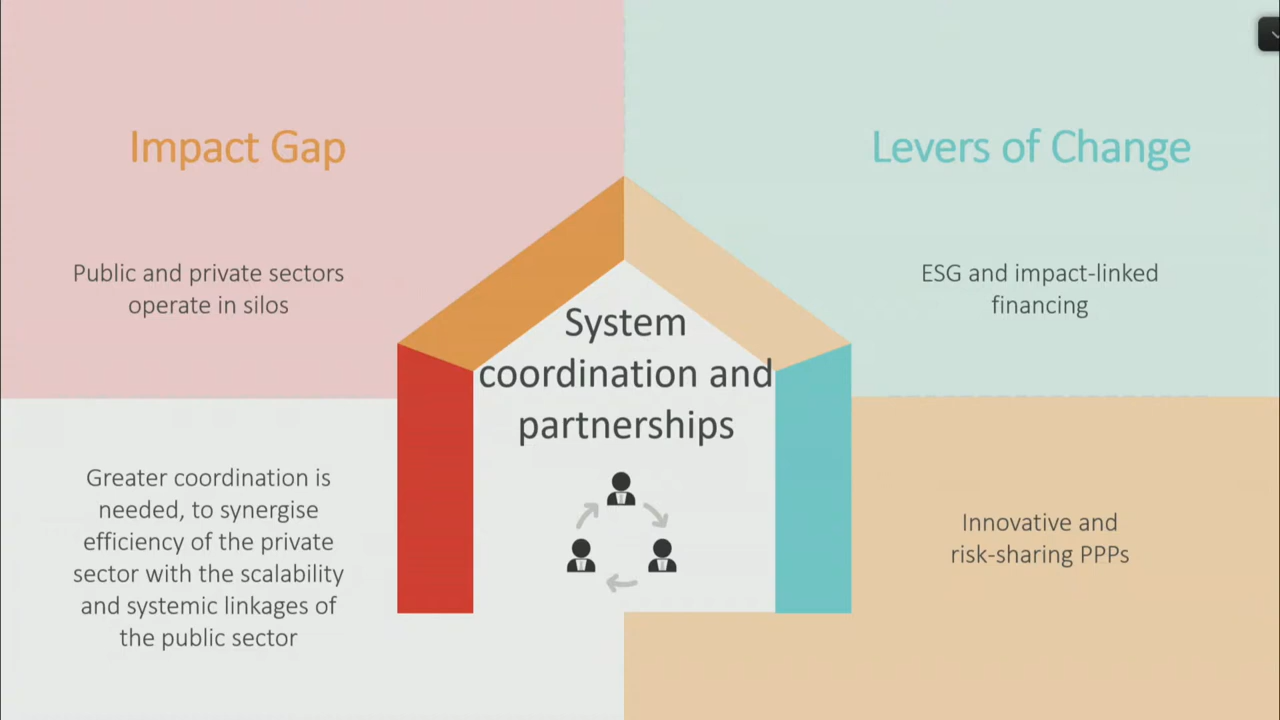 Impact Gap
Levers of Change
Public and private sectors
operate in silos
ESG and impact-linked
financing
System
coordination and
partnerships
Greater coordination is
needed, to synergise
efficiency of the private
sector with the scalability
and systemic linkages of
the public sector
Innovative and
risk-sharing PPPs